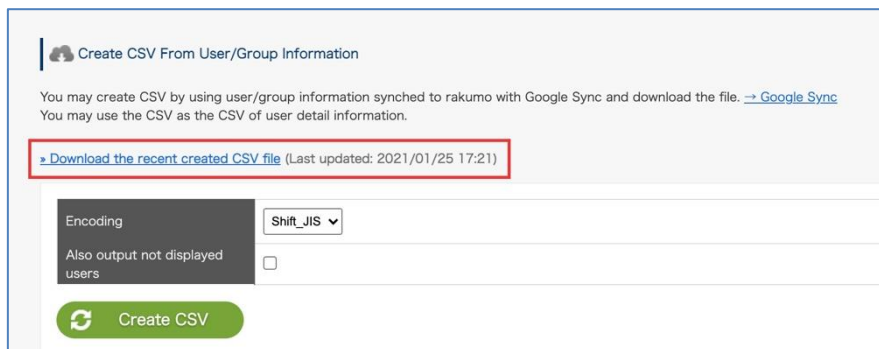 Create CSV From User/Group Information
You may create CSV by using user/group information synched to rakumo with Google Sync and download the file. → Google Sync
You may use the CSV as the CSV of user detail information.
» Download the recent created CSV file (Last updated: 2021/01/25 17:21)
Encoding
Shift_JIS
Also output not displayed
users
Create CSV